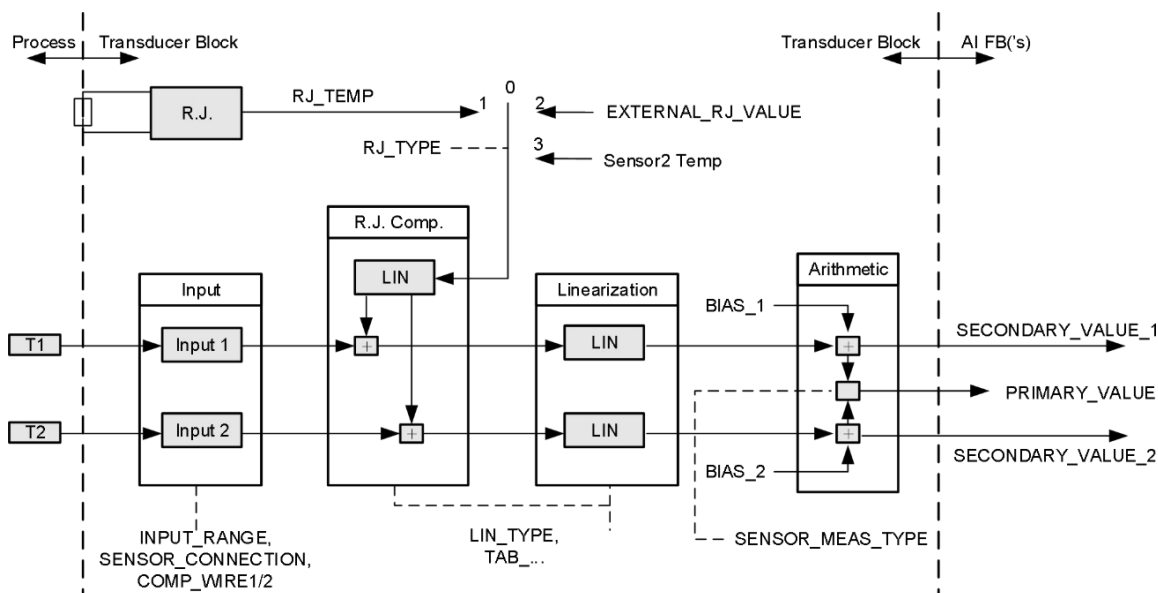 Process
Transducer Block
Transducer Block
AI FB('s)
R.J.
RJ_TEMP
1
0
2
EXTERNAL_RJ_VALUE
RJ_TYPE
3
Sensor2 Temp
R.J. Comp.
LIN
Input
Linearization
Arithmetic
BIAS_1
T1
Input 1
+
LIN
+
SECONDARY_VALUE_1
PRIMARY_VALUE
T2
Input 2
+
LIN
+
SECONDARY_VALUE_2
BIAS_2
INPUT_RANGE,
SENSOR_CONNECTION,
COMP_WIRE1/2
LIN_TYPE,
TAB_...
SENSOR_MEAS_TYPE